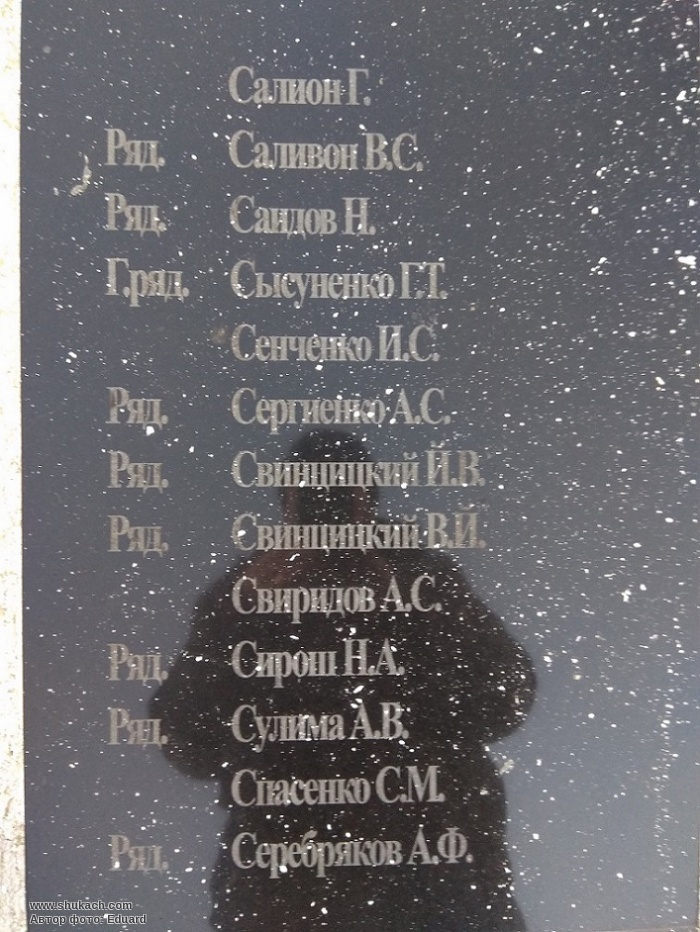 Салион Г.
Ряд. Саливон В.С.
Ряд. Саидов Н.
Г.ряд. Сысуненко Г.Т.
Сенченко И.С.
Ряд. Сергиенко А.С.
Ряд. Свинцицкий Й.В.
Ряд. Свинцицкий В.Й.
Свиридов А.С.
Ряд. Сирош Н.А.
Ряд. Сулима А.В.
Спасенко С.М.
Ряд. Серебряков А.Ф.
www.shukach.com
Автор фото: Eduard